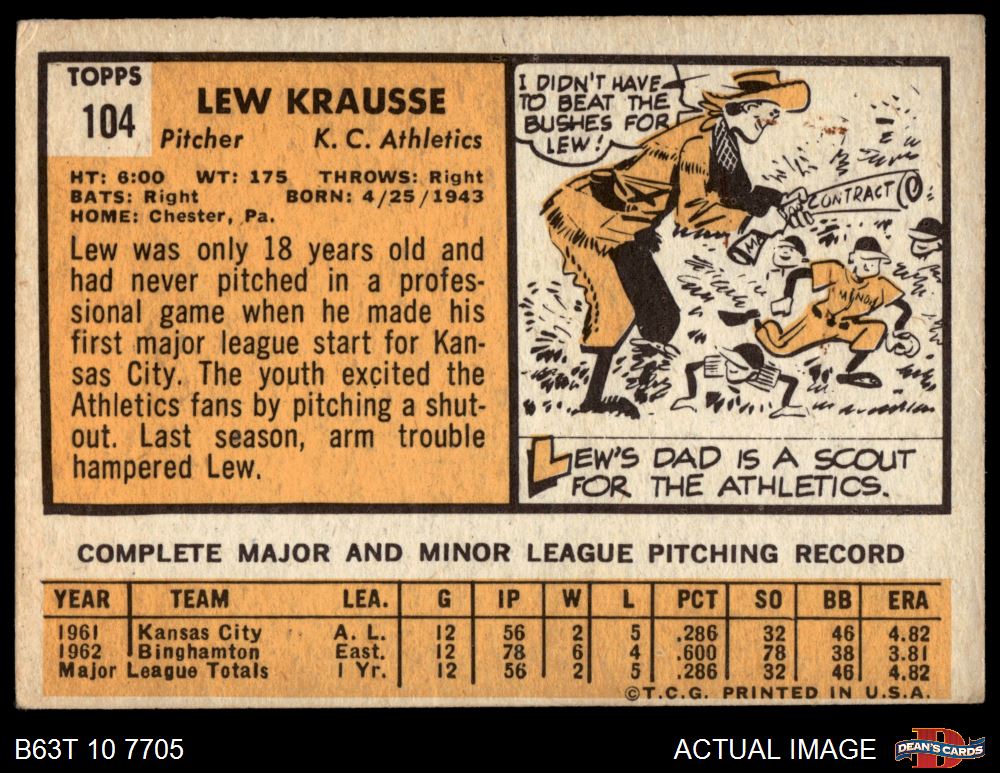 TOPPS
104
LEW KRAUSSE
Pitcher K. C. Athletics
HT: 6:00 WT: 175 THROWS: Right
BATS: Right BORN: 4/25/1943
HOME: Chester, Pa.
Lew was only 18 years old and
had never pitched in a profes-
sional game when he made his
first major league start for Kan-
sas City. The youth excited the
Athletics fans by pitching a shut-
out. Last season, arm trouble
hampered Lew.
I DIDN'T HAVE
TO BEAT THE
BUSHES FOR
LEW!
CONTRACT
LEW'S DAD IS A SCOUT
FOR THE ATHLETICS.
COMPLETE MAJOR AND MINOR LEAGUE PITCHING RECORD
YEAR TEAM LEA. G IP W L PCT SO BB ERA
1961 Kansas City A. L. 12 56 2 5 .286 32 46 4.82
1962 Binghamton East. 12 78 6 4 .600 78 38 3.81
Major League Totals 1 Yr. 12 56 2 5 .286 32 46 4.82
©T.C.G. PRINTED IN U.S.A.
B63T 10 7705
ACTUAL IMAGE
DEAN'S CARDS